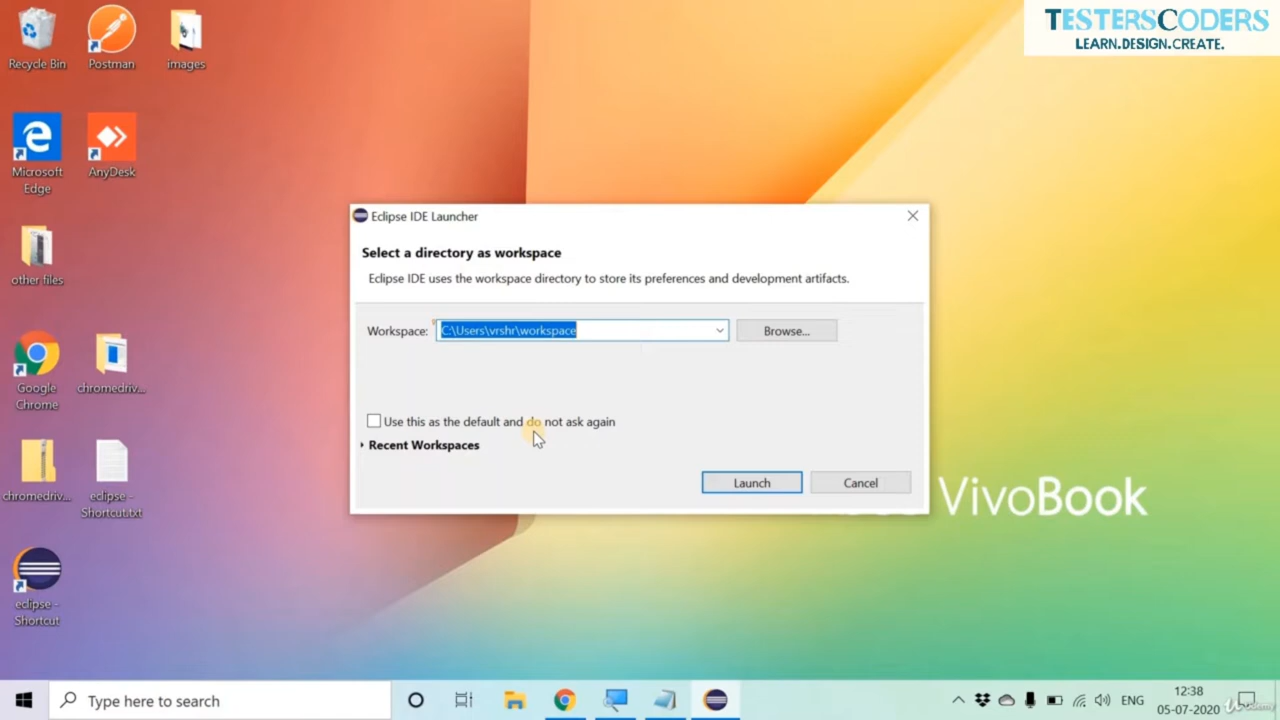 TESTERSCODERS
LEARN.DESIGN.CREATE.
Recycle Bin
Postman
images
Microsoft
Edge
AnyDesk
other files
Google
Chrome
chromedriv...
chromedriv...
eclipse -
Shortcut.txt
eclipse -
Shortcut
Eclipse IDE Launcher
Select a directory as workspace
Eclipse IDE uses the workspace directory to store its preferences and development artifacts.
Workspace:
C:\Users\vrshr\workspace
Browse...
Use this as the default and do not ask again
Recent Workspaces
Launch
Cancel
VivoBook
Type here to search
ENG
12:38
05-07-2020
Udemy